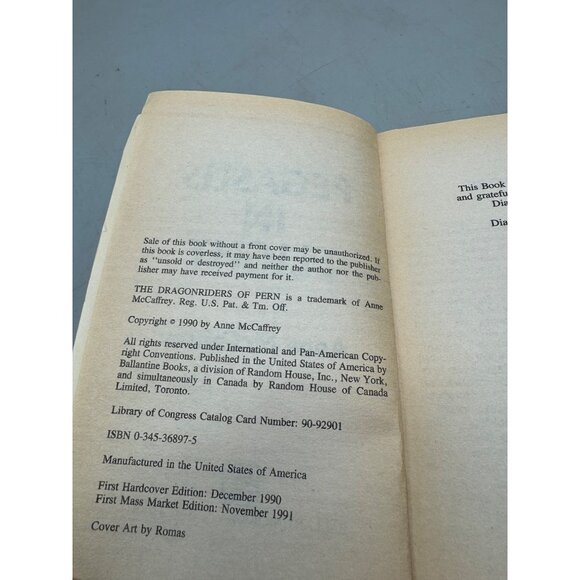 Sale of this book without a front cover may be unauthorized. If
this book is coverless, it may have been reported to the publisher
as "unsold or destroyed" and neither the author nor the pub-
lisher may have received payment for it.
THE DRAGONRIDERS OF PERN is a trademark of Anne
McCaffrey. Reg. U.S. Pat. & Tm. Off.
Copyright © 1990 by Anne McCaffrey
All rights reserved under International and Pan-American Copy-
right Conventions. Published in the United States of America by
Ballantine Books, a division of Random House, Inc., New York,
and simultaneously in Canada by Random House of Canada
Limited, Toronto.
Library of Congress Catalog Card Number: 90-92901
ISBN 0-345-36897-5
Manufactured in the United States of America
First Hardcover Edition: December 1990
First Mass Market Edition: November 1991
Cover Art by Romas
This Book
and gratefu
Dia
Dia